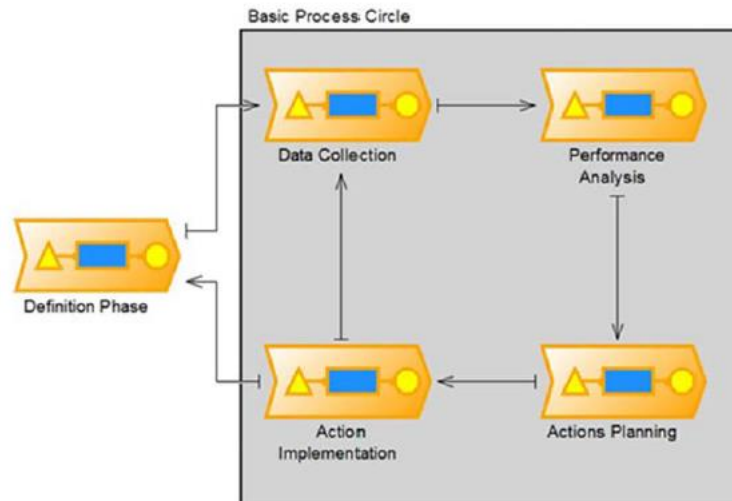 Basic Process Circle
Data Collection
Performance
Analysis
Definition Phase
Action
Implementation
Actions Planning